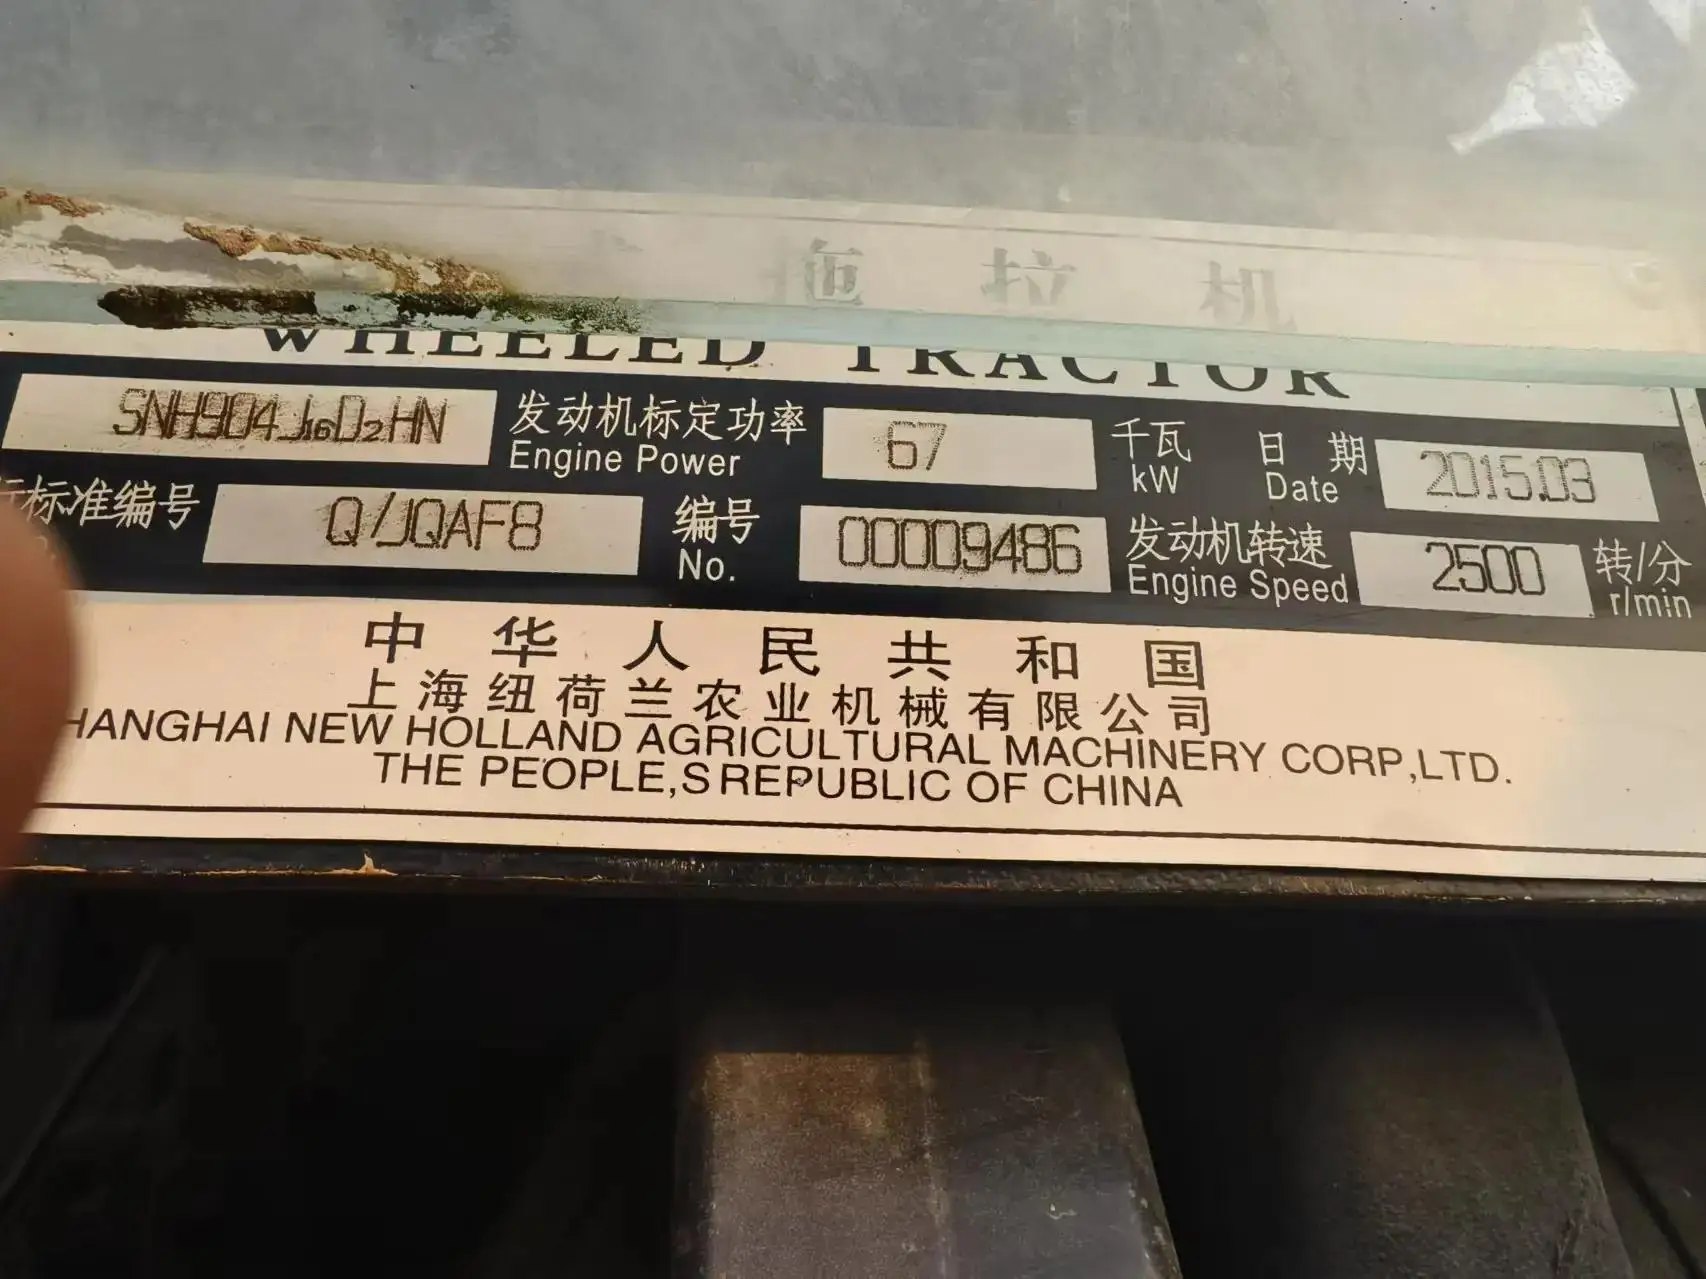 拖拉机
WHEELED TRACTOR
SNH904J16D2HN 发动机标定功率 Engine Power 67 千瓦 kW 日期 Date 2015.03
标准编号 Q/JQAF8 编号 No. 00009486 发动机转速 Engine Speed 2500 转/分 r/min
中华人民共和国
上海纽荷兰农业机械有限公司
HANGHAI NEW HOLLAND AGRICULTURAL MACHINERY CORP,LTD.
THE PEOPLE,S REPUBLIC OF CHINA